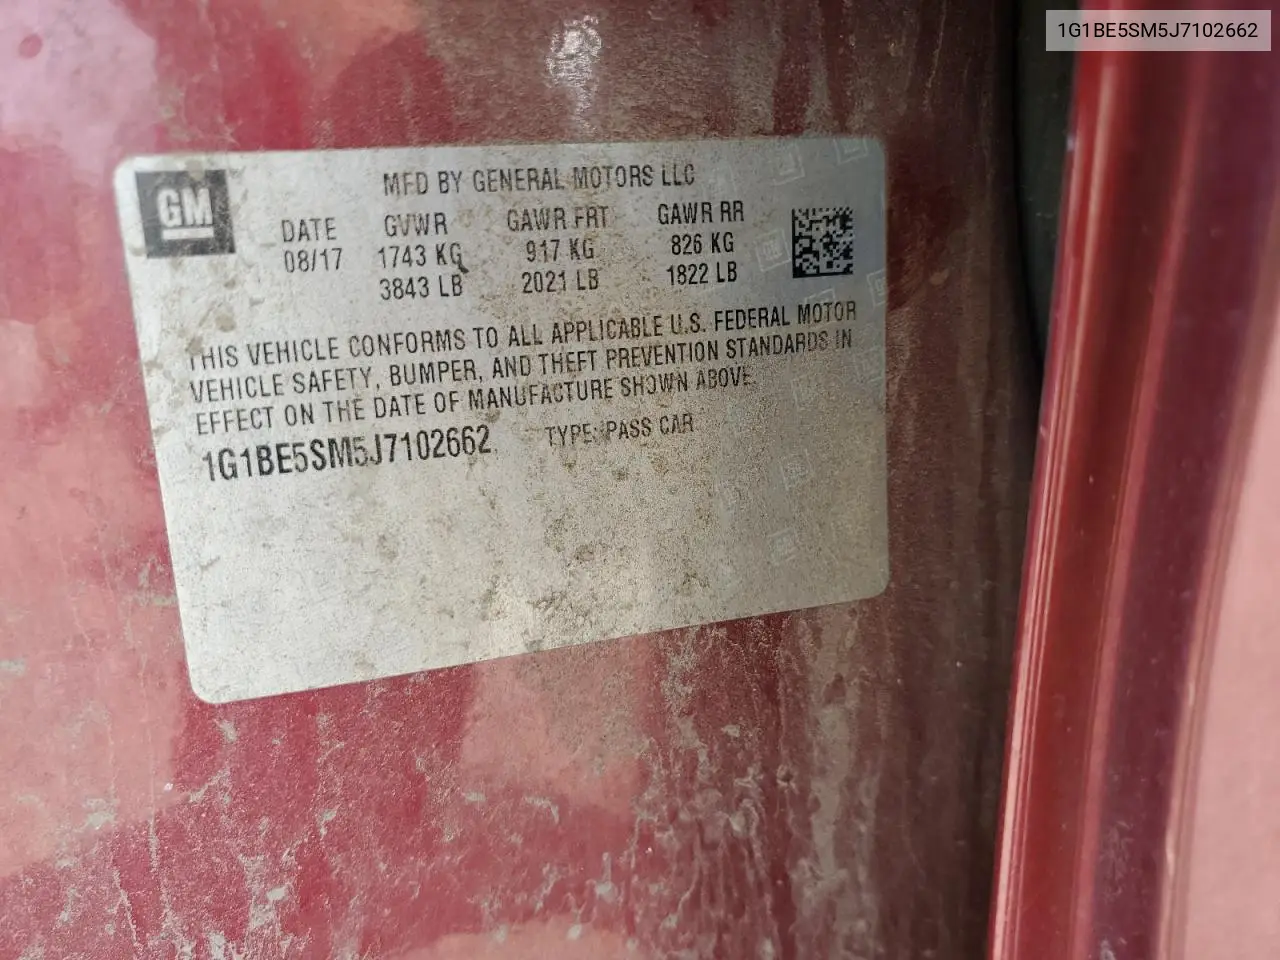 1G1BE5SM5J7102662
GM
MFD BY GENERAL MOTORS LLC
DATE GVWR GAWR FRT GAWR RR
08/17 1743 KG 917 KG 826 KG
3843 LB 2021 LB 1822 LB
THIS VEHICLE CONFORMS TO ALL APPLICABLE U.S. FEDERAL MOTOR
VEHICLE SAFETY, BUMPER, AND THEFT PREVENTION STANDARDS IN
EFFECT ON THE DATE OF MANUFACTURE SHOWN ABOVE.
1G1BE5SM5J7102662 TYPE: PASS CAR